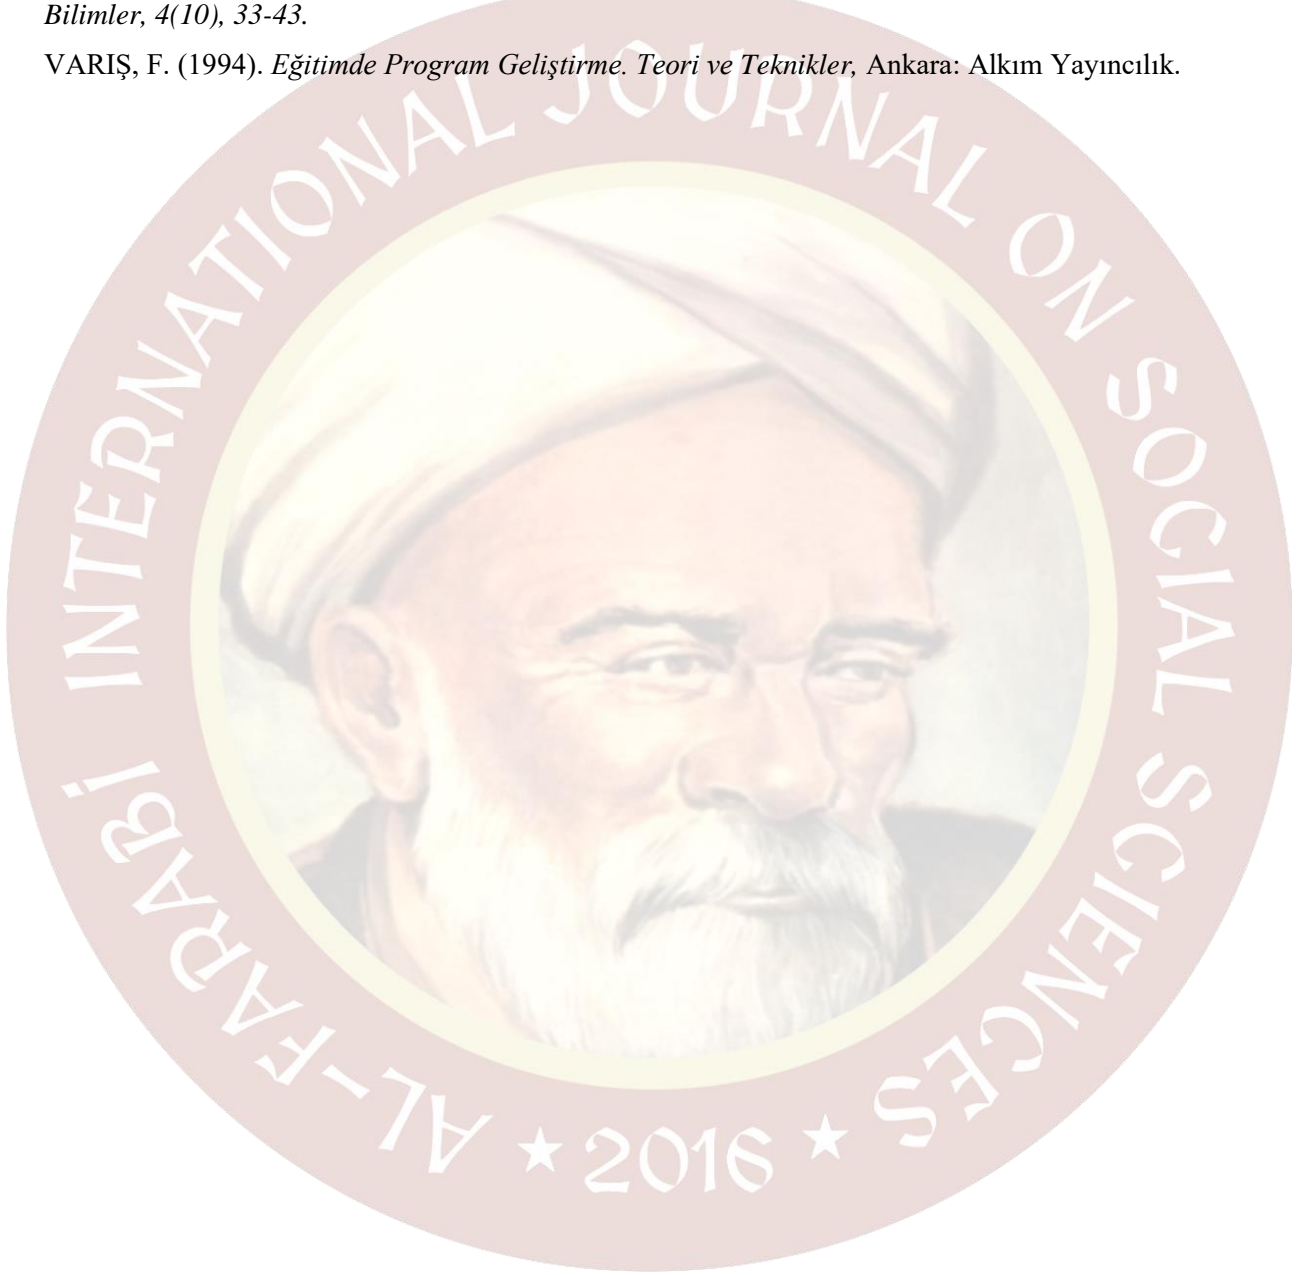 Bilimler, 4(10), 33-43.
VARIŞ, F. (1994). Eğitimde Program Geliştirme. Teori ve Teknikler, Ankara: Alkım Yayıncılık.
AL-FARABİ INTERNATIONAL JOURNAL ON SOCIAL SCIENCES
★ 2016 ★